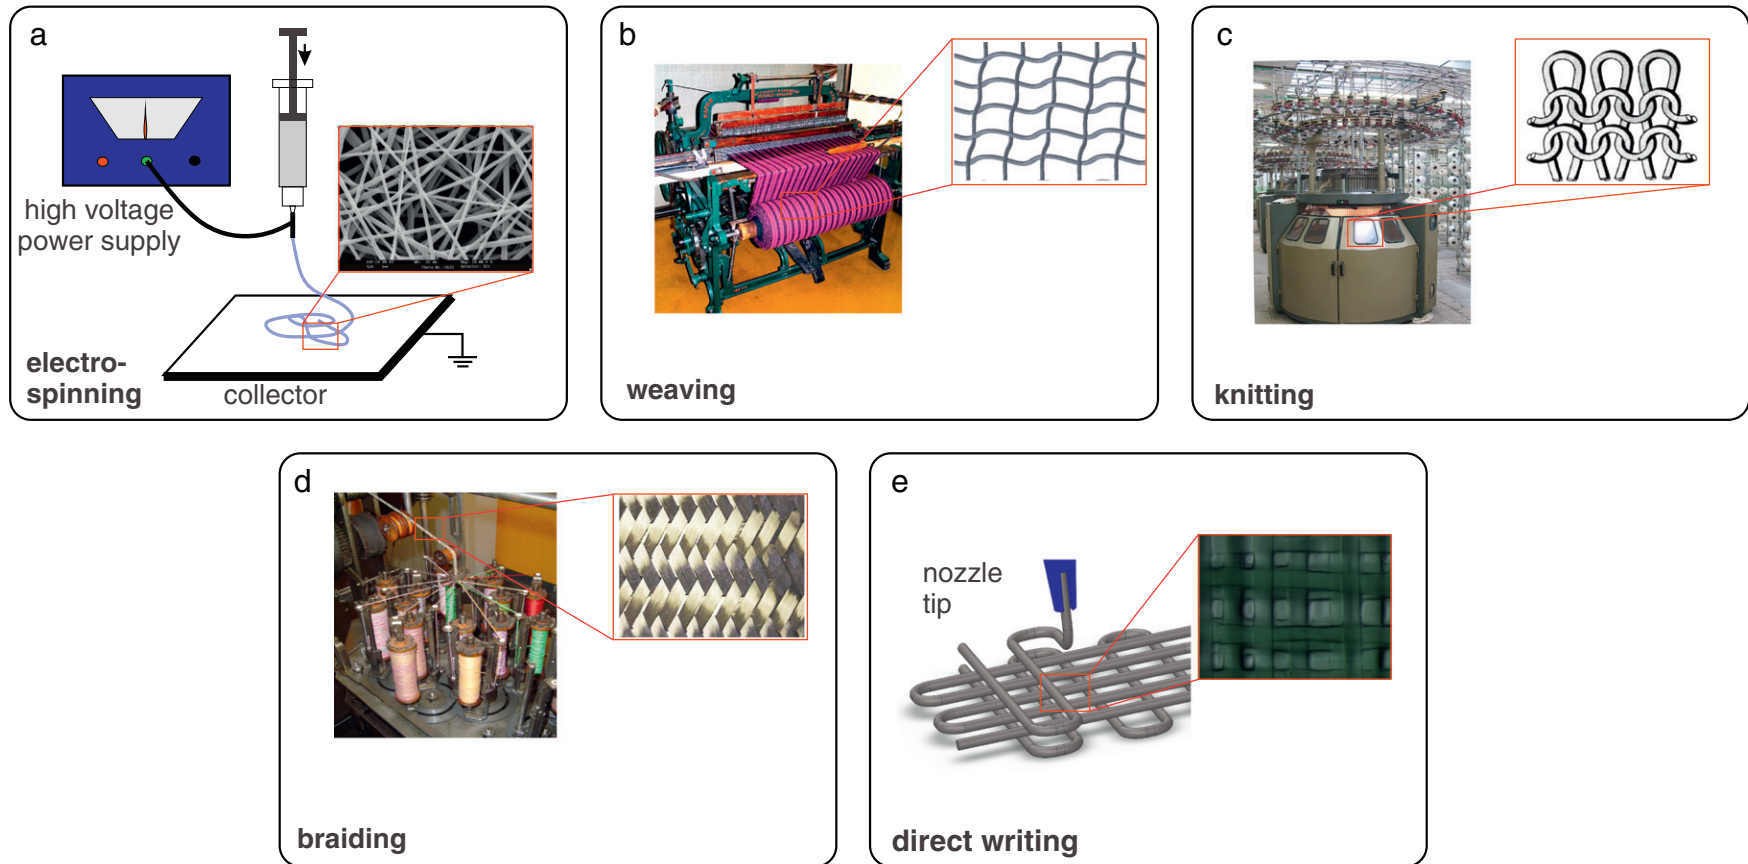 a
high voltage
power supply
electro-
spinning
collector
b
weaving
c
knitting
d
braiding
e
nozzle
tip
direct writing